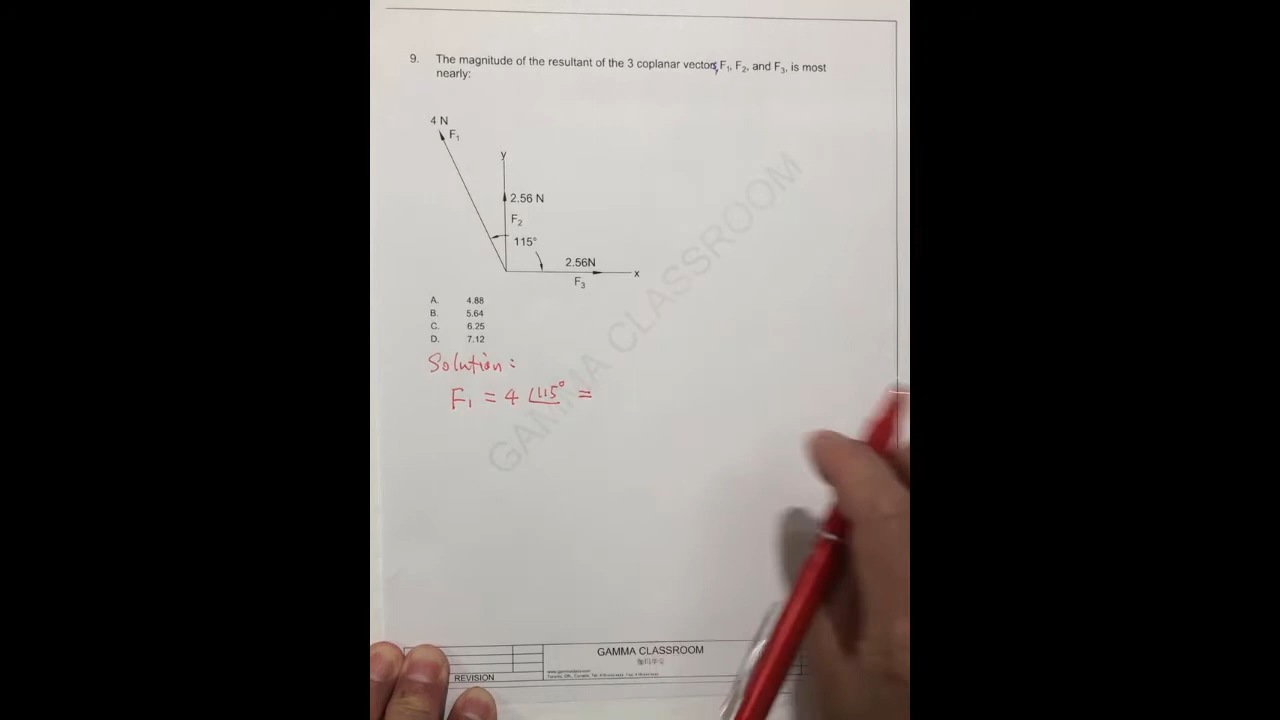 9. The magnitude of the resultant of the 3 coplanar vectors, F1, F2, and F3, is most
nearly:
4 N
F1
y
2.56 N
F2
115°
2.56N
x
F3
A. 4.88
B. 5.64
C. 6.25
D. 7.12
Solution:
F1 = 4 ∠115° =
GAMMA CLASSROOM
GAMMA CLASSROOM
REVISION